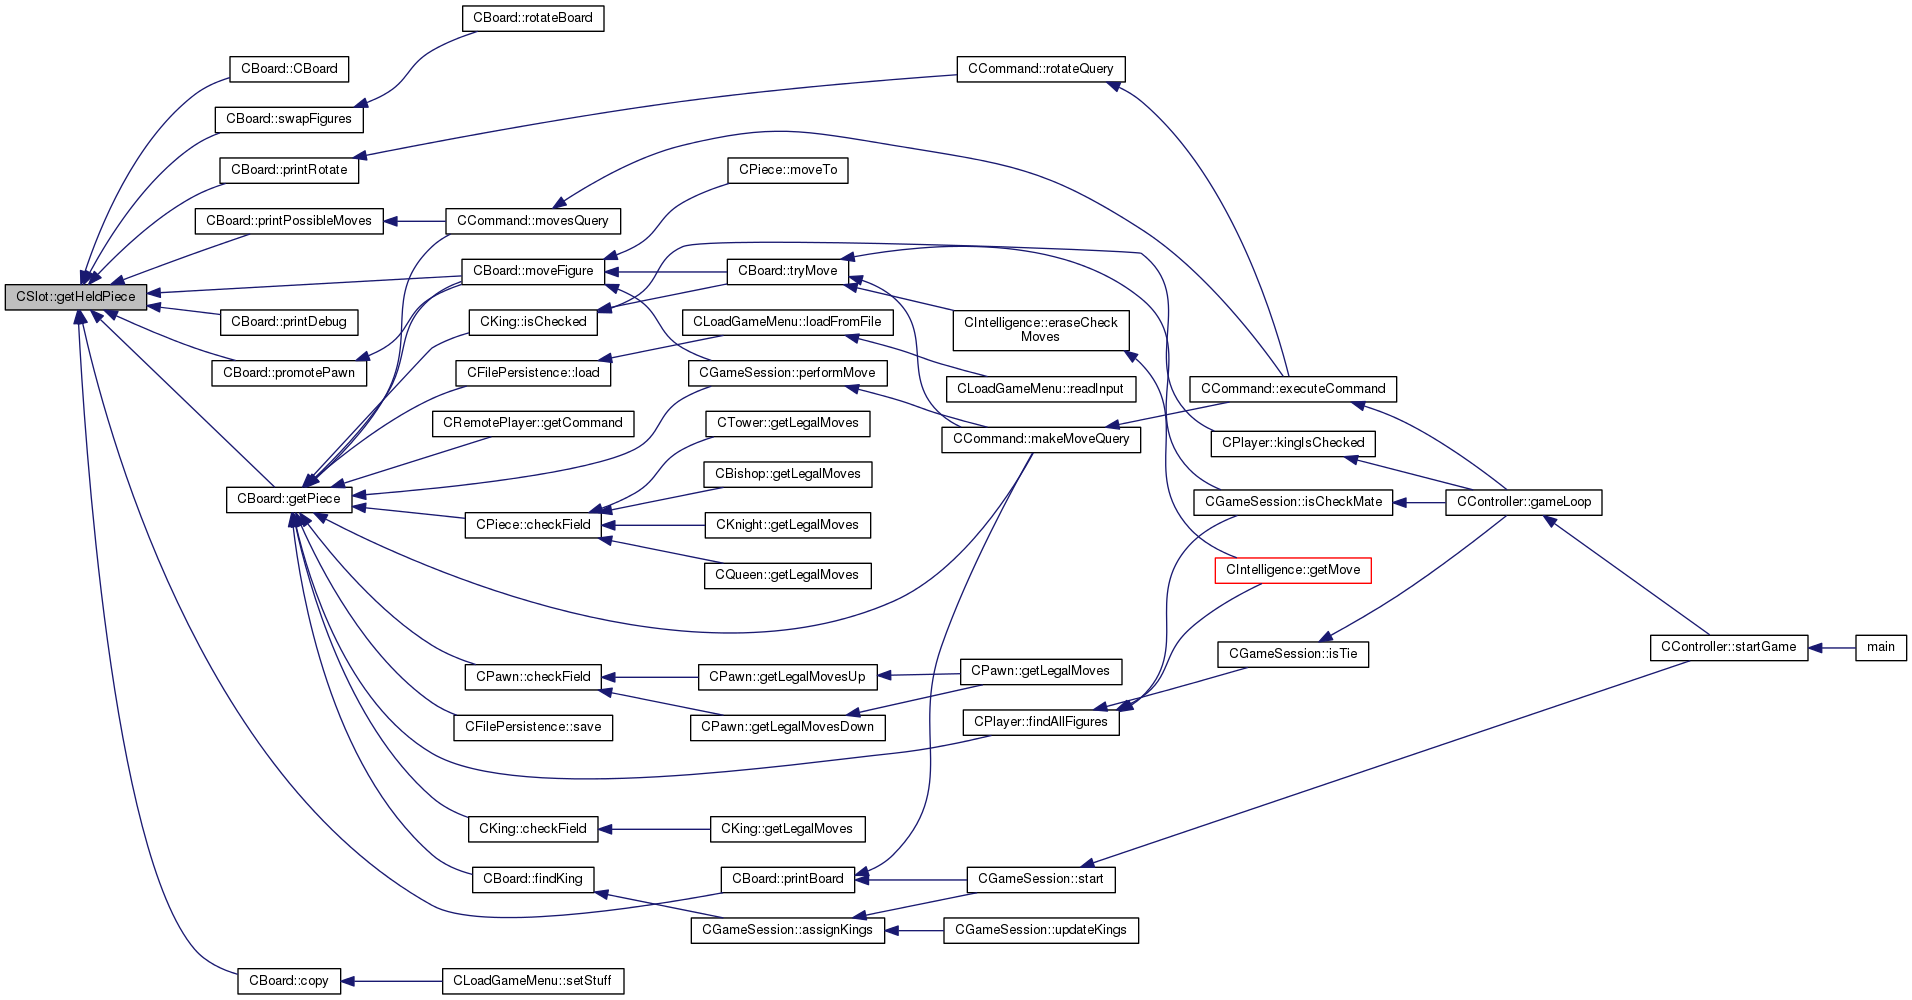 CBoard::rotateBoard
CBoard::CBoard
CCommand::rotateQuery
CBoard::swapFigures
CBoard::printRotate
CPiece::moveTo
CBoard::printPossibleMoves
CCommand::movesQuery
CBoard::moveFigure
CBoard::tryMove
CSlot::getHeldPiece
CBoard::printDebug
CKing::isChecked
CLoadGameMenu::loadFromFile
CIntelligence::eraseCheck
Moves
CBoard::promotePawn
CFilePersistence::load
CGameSession::performMove
CLoadGameMenu::readInput
CCommand::executeCommand
CRemotePlayer::getCommand
CTower::getLegalMoves
CCommand::makeMoveQuery
CPlayer::kingIsChecked
CBishop::getLegalMoves
CBoard::getPiece
CGameSession::isCheckMate
CController::gameLoop
CPiece::checkField
CKnight::getLegalMoves
CQueen::getLegalMoves
CIntelligence::getMove
CGameSession::isTie
CController::startGame
main
CPawn::checkField
CPawn::getLegalMovesUp
CPawn::getLegalMoves
CFilePersistence::save
CPawn::getLegalMovesDown
CPlayer::findAllFigures
CKing::checkField
CKing::getLegalMoves
CBoard::findKing
CBoard::printBoard
CGameSession::start
CGameSession::assignKings
CGameSession::updateKings
CBoard::copy
CLoadGameMenu::setStuff